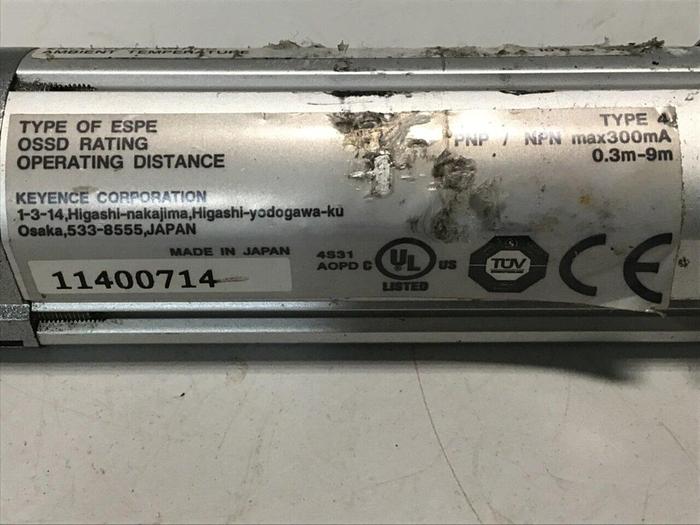 AMBIENT TEMPERATURE
TYPE OF ESPE TYPE 4
OSSD RATING PNP / NPN max300mA
OPERATING DISTANCE 0.3m-9m
KEYENCE CORPORATION
1-3-14,Higashi-nakajima,Higashi-yodogawa-ku
Osaka,533-8555,JAPAN
MADE IN JAPAN
11400714
4S31
AOPD C UL US
LISTED
TÜV
CE